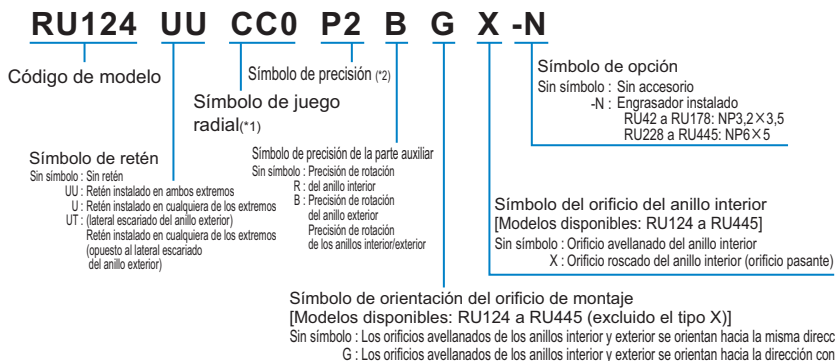 RU124 UU CC0 P2 B G X -N
Código de modelo
Símbolo de precisión (*2)
Símbolo de juego
radial(*1)
Símbolo de opción
Sin símbolo : Sin accesorio
-N : Engrasador instalado
RU42 a RU178: NP3,2×3,5
RU228 a RU445: NP6×5
Símbolo de retén
Sin símbolo : Sin retén
UU : Retén instalado en ambos extremos
U : Retén instalado en cualquiera de los extremos
UT : (lateral escariado del anillo exterior)
Retén instalado en cualquiera de los extremos
(opuesto al lateral escariado
del anillo exterior)
Símbolo de precisión de la parte auxiliar
Sin símbolo : Precisión de rotación
R : del anillo interior
B : Precisión de rotación
del anillo exterior
Precisión de rotación
de los anillos interior/exterior
Símbolo del orificio del anillo interior
[Modelos disponibles: RU124 a RU445]
Sin símbolo : Orificio avellanado del anillo interior
X : Orificio roscado del anillo interior (orificio pasante)
Símbolo de orientación del orificio de montaje
[Modelos disponibles: RU124 a RU445 (excluido el tipo X)]
Sin símbolo : Los orificios avellanados de los anillos interior y exterior se orientan hacia la misma direcc
G : Los orificios avellanados de los anillos interior y exterior se orientan hacia la dirección con